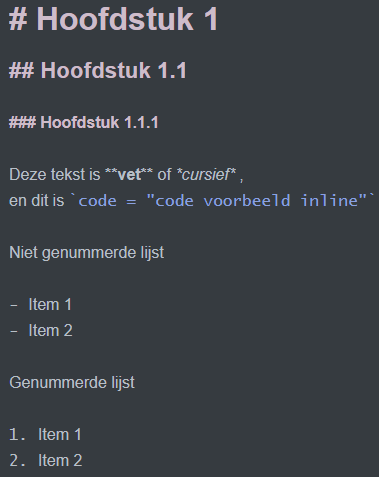 # Hoofdstuk 1
## Hoofdstuk 1.1
### Hoofdstuk 1.1.1
Deze tekst is **vet** of *cursief* ,
en dit is `code = "code voorbeeld inline"`
Niet genummerde lijst
- Item 1
- Item 2
Genummerde lijst
1. Item 1
2. Item 2